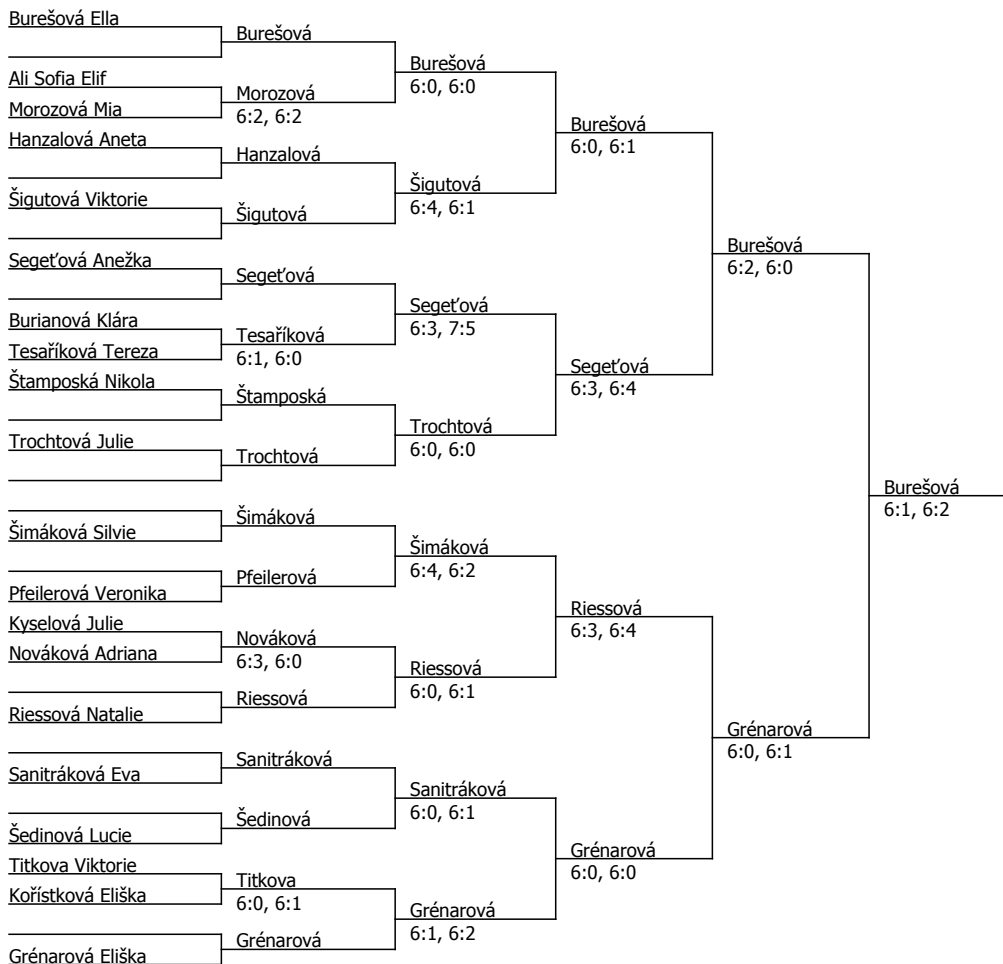 Burešová Ella
Burešová
Burešová
6:0, 6:0
Ali Sofia Elif
Morozová
6:2, 6:2
Morozová Mia
Burešová
6:0, 6:1
Hanzalová Aneta
Hanzalová
Šigutová
6:4, 6:1
Šigutová Viktorie
Šigutová
Burešová
6:2, 6:0
Segeťová Anežka
Segeťová
Segeťová
6:3, 7:5
Burianová Klára
Tesaříková
6:1, 6:0
Tesaříková Tereza
Segeťová
6:3, 6:4
Štamposká Nikola
Štamposká
Trochtová
6:0, 6:0
Trochtová Julie
Trochtová
Burešová
6:1, 6:2
Šimáková
Šimáková Silvie
Šimáková
6:4, 6:2
Pfeilerová
Pfeilerová Veronika
Riessová
6:3, 6:4
Kyselová Julie
Nováková
6:3, 6:0
Nováková Adriana
Riessová
6:0, 6:1
Riessová
Riessová Natalie
Grénarová
6:0, 6:1
Sanitráková
Sanitráková Eva
Sanitráková
6:0, 6:1
Šedinová
Šedinová Lucie
Grénarová
6:0, 6:0
Titkova Viktorie
Titkova
6:0, 6:1
Kořístková Eliška
Grénarová
6:1, 6:2
Grénarová
Grénarová Eliška